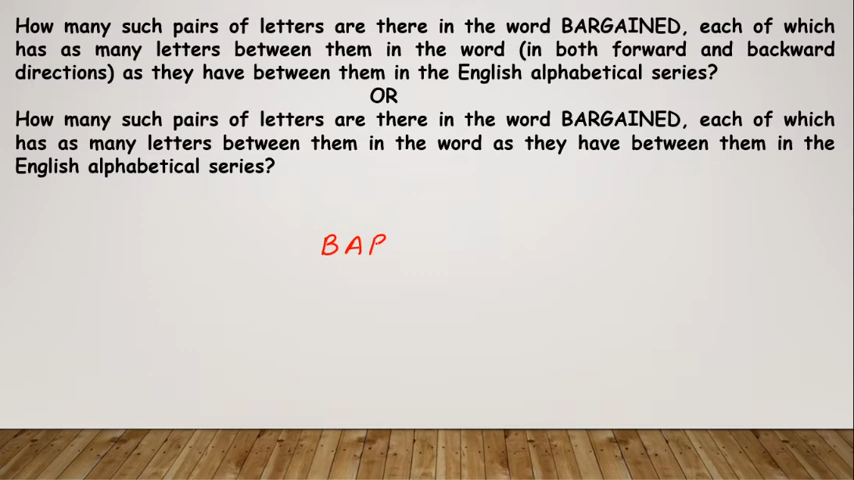 How many such pairs of letters are there in the word BARGAINED, each of which
has as many letters between them in the word (in both forward and backward
directions) as they have between them in the English alphabetical series?
OR
How many such pairs of letters are there in the word BARGAINED, each of which
has as many letters between them in the word as they have between them in the
English alphabetical series?
BAP